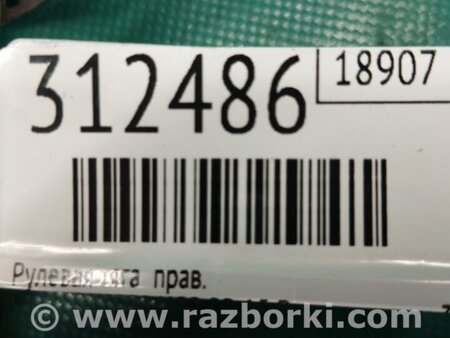 312486
18907
Рулевая тяга прав.
www.razborki.com